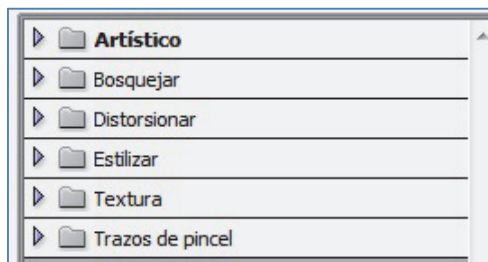 Artístico
Bosquejar
Distorsionar
Estilizar
Textura
Trazos de pincel